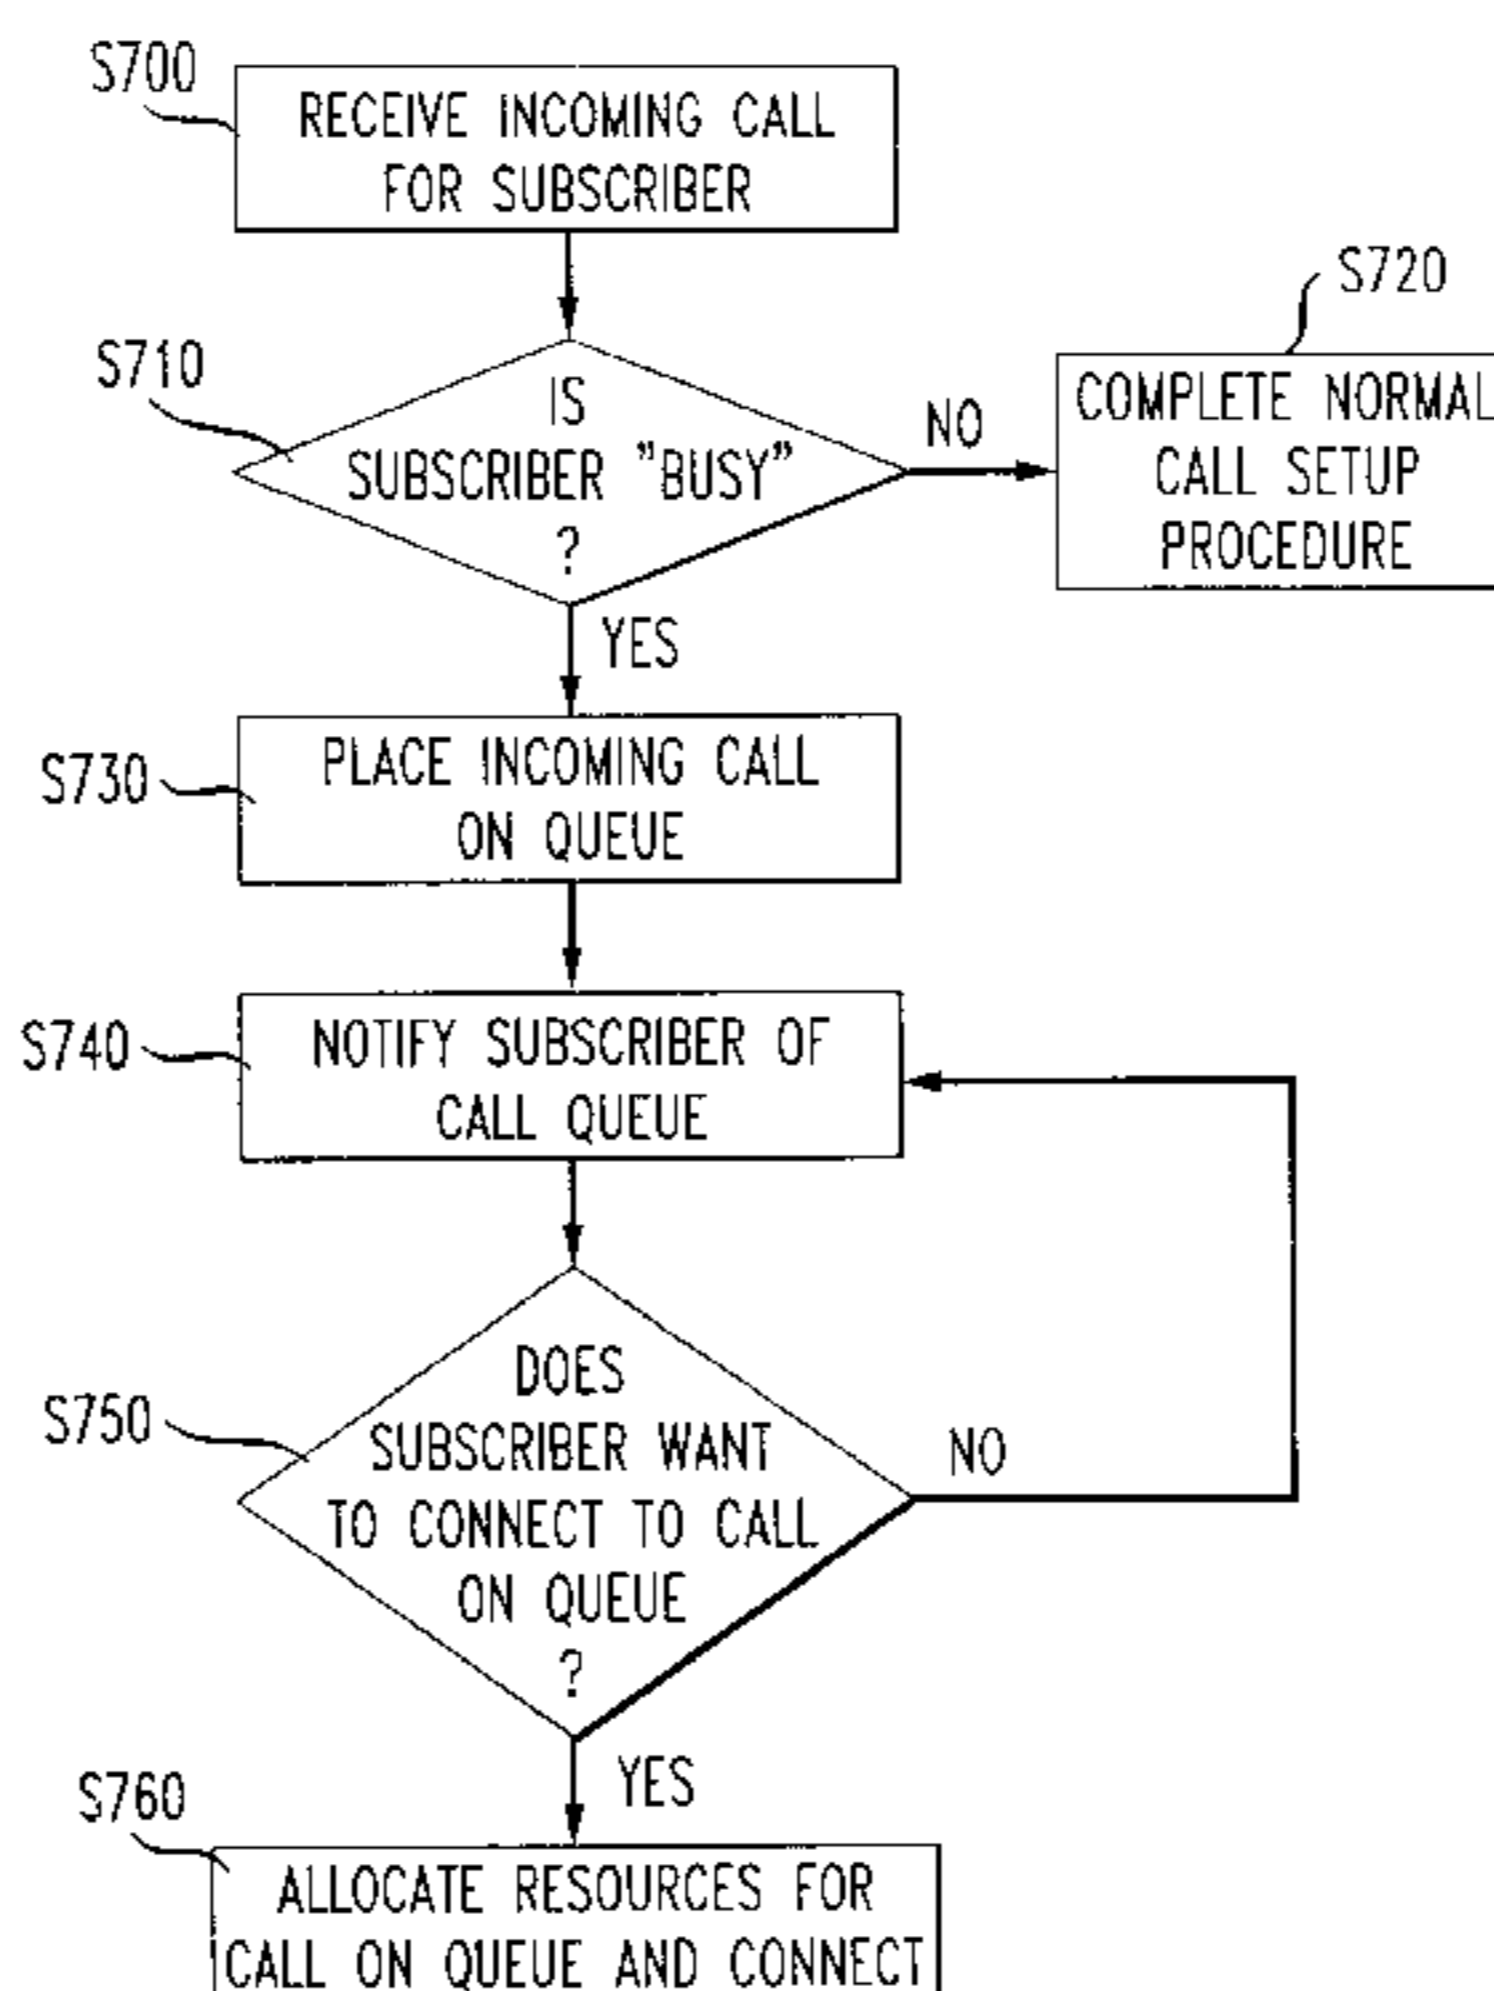 S700
RECEIVE INCOMING CALL
FOR SUBSCRIBER
S710
IS
SUBSCRIBER "BUSY"
?
NO
S720
COMPLETE NORMAL
CALL SETUP
PROCEDURE
YES
S730
PLACE INCOMING CALL
ON QUEUE
S740
NOTIFY SUBSCRIBER OF
CALL QUEUE
S750
DOES
SUBSCRIBER WANT
TO CONNECT TO CALL
ON QUEUE
?
NO
YES
S760
ALLOCATE RESOURCES FOR
CALL ON QUEUE AND CONNECT